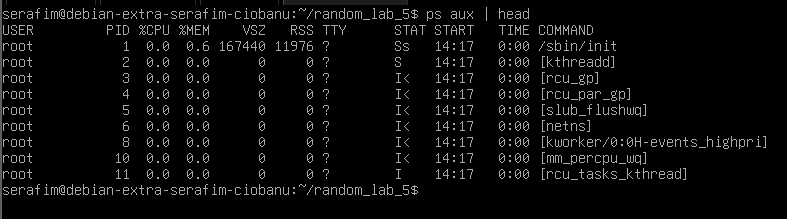 serafim@debian-extra-serafim-ciobanu:~/random_lab_5$ ps aux | head
USER         PID %CPU %MEM    VSZ   RSS TTY      STAT START   TIME COMMAND
root           1  0.0  0.6 167440 11976 ?        Ss   14:17   0:00 /sbin/init
root           2  0.0  0.0      0     0 ?        S    14:17   0:00 [kthreadd]
root           3  0.0  0.0      0     0 ?        I<   14:17   0:00 [rcu_gp]
root           4  0.0  0.0      0     0 ?        I<   14:17   0:00 [rcu_par_gp]
root           5  0.0  0.0      0     0 ?        I<   14:17   0:00 [slub_flushwq]
root           6  0.0  0.0      0     0 ?        I<   14:17   0:00 [netns]
root           8  0.0  0.0      0     0 ?        I<   14:17   0:00 [kworker/0:0H-events_highpri]
root          10  0.0  0.0      0     0 ?        I<   14:17   0:00 [mm_percpu_wq]
root          11  0.0  0.0      0     0 ?        I    14:17   0:00 [rcu_tasks_kthread]
serafim@debian-extra-serafim-ciobanu:~/random_lab_5$